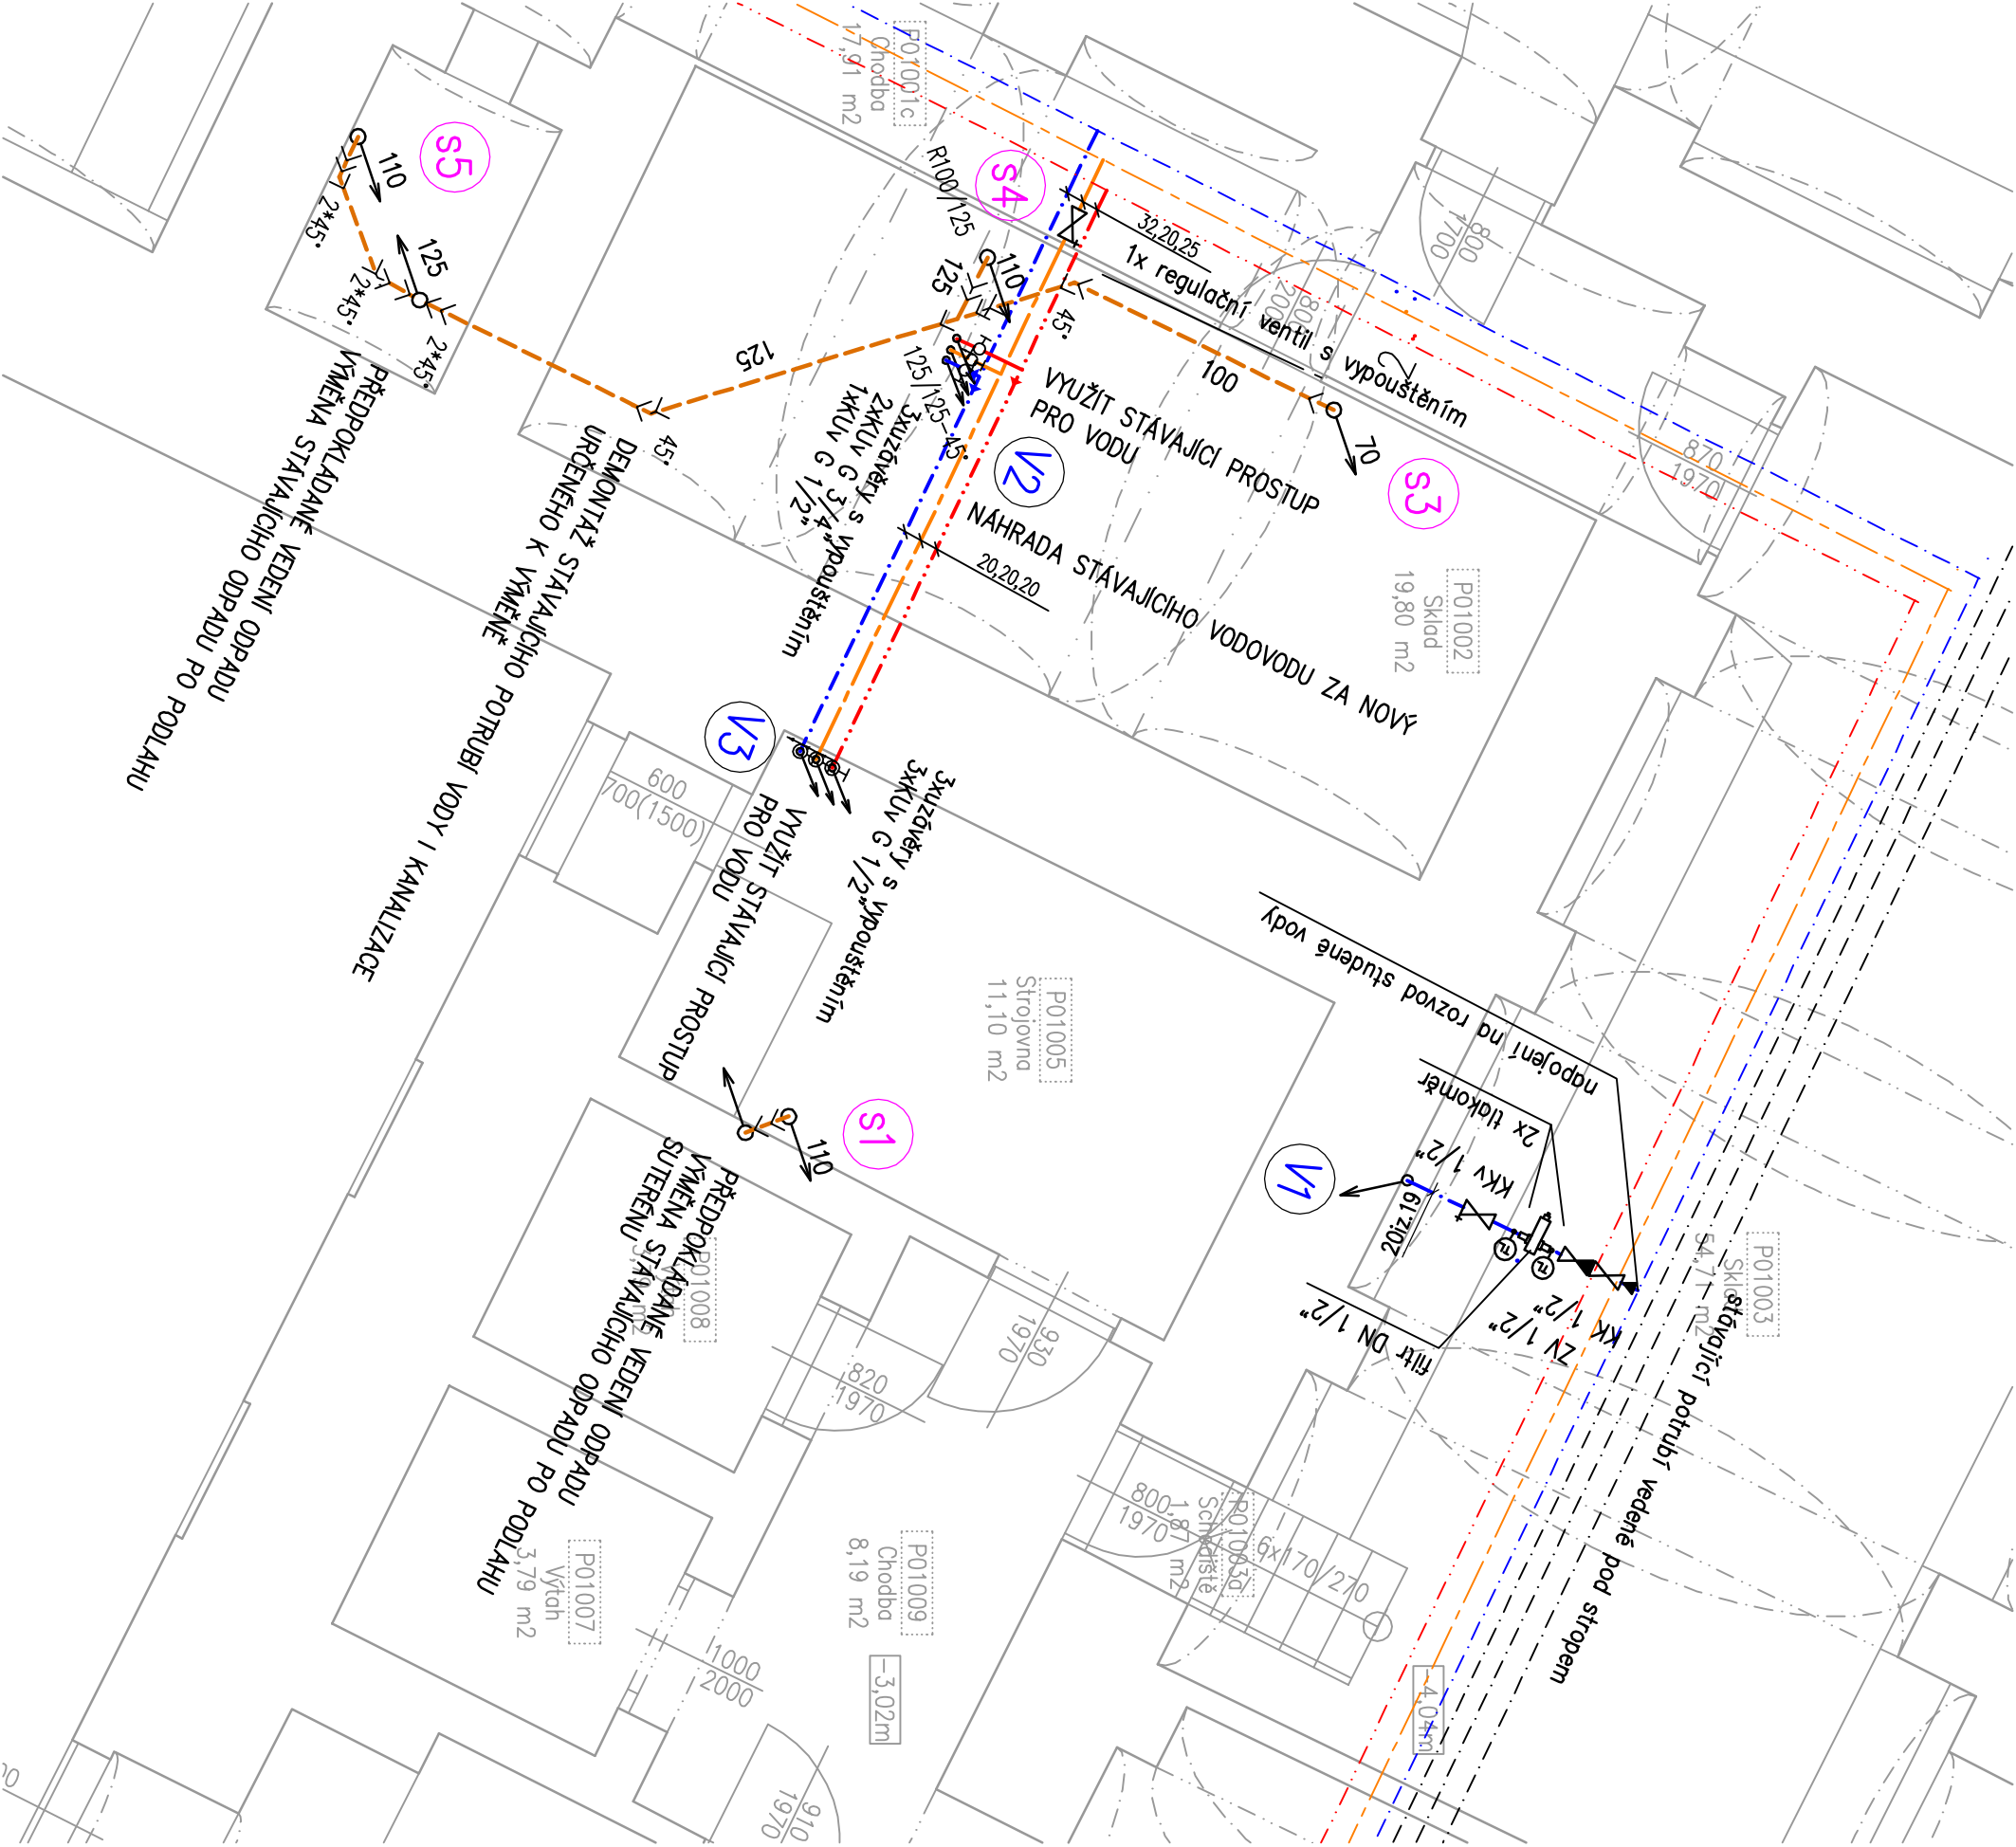 P01001c
Chodba
17,91 m2
s5
110
2*45°
125
2*45°
2*45°
PŘEDPOKLÁDANÉ VEDENÍ ODPADU
VÝMĚNA STÁVAJÍCÍHO ODPADU PO PODLAHU
s4
R100/125
110
125
125
45°
32,20,25
1x regulační ventil s vypouštěním
800
200
800
700
100
70
s3
45°
125/125-45°
3xuzávěry s vypouštěním
2xKUV G 3/4"
1xKUV G 1/2"
V2
VYUŽÍT STÁVAJÍCÍ PROSTUP
PRO VODU
NÁHRADA STÁVAJÍCÍHO VODOVODU ZA NOVÝ
20,20,20
P01002
Sklad
19,80 m2
870
1970
DEMONTÁŽ STÁVAJÍCÍHO POTRUBÍ VODY I KANALIZACE
URČENÉHO K VÝMĚNĚ
V3
3xuzávěry s vypouštěním
3xKUV G 1/2"
VYUŽÍT STÁVAJÍCÍ PROSTUP
PRO VODU
600
700(1500)
P01005
Strojovna
11,10 m2
s1
110
PŘEDPOKLÁDANÉ VEDENÍ ODPADU
VÝMĚNA STÁVAJÍCÍHO ODPADU PO PODLAHU
SUTERÉNU
P01008
napojení na rozvod studené vody
2x tlakoměr
KKv 1/2"
V1
20iz.19
TL
TL
filtr DN 1/2"
ZV 1/2"
KK 1/2"
stávající potrubí vedené pod stropem
P01003
930
1970
820
1970
800
1970
P01003a
Schodiště
6x170/270
P01009
Chodba
8,19 m2
-3,02m
P01007
Výtah
3,79 m2
1000
2000
910
1970